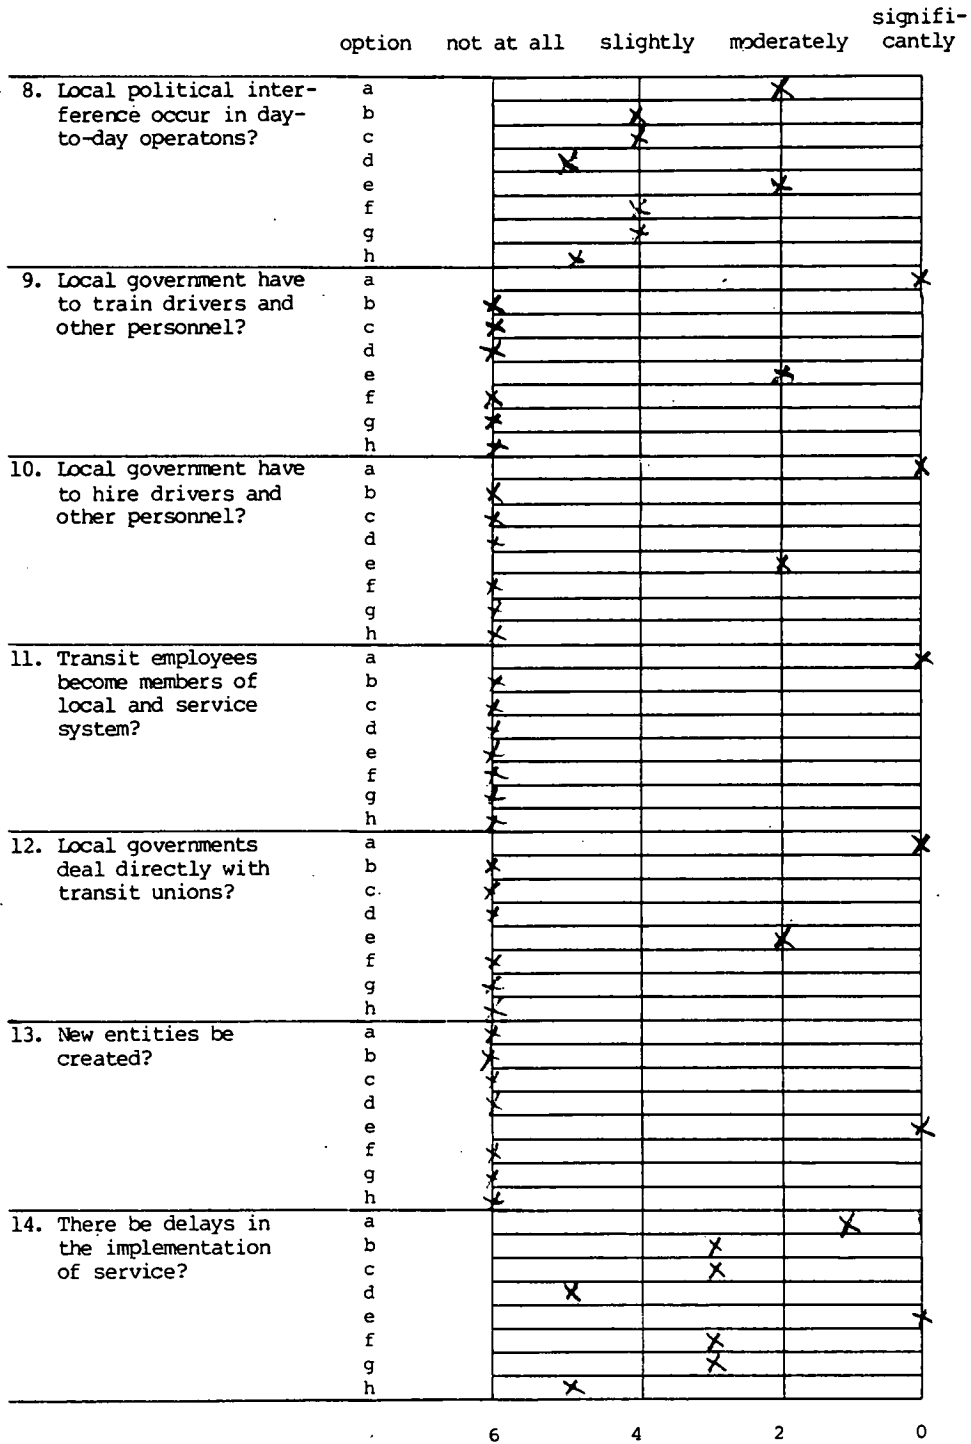 signifi-
option not at all slightly moderately cantly
8. Local political inter- a
ference occur in day- b
to-day operatons? c
d
e
f
g
h
9. Local government have a
to train drivers and b
other personnel? c
d
e
f
g
h
10. Local government have a
to hire drivers and b
other personnel? c
d
e
f
g
h
11. Transit employees a
become members of b
local and service c
system? d
e
f
g
h
12. Local governments a
deal directly with b
transit unions? c.
d
e
f
g
h
13. New entities be a
created? b
c
d
e
f
g
h
14. There be delays in a
the implementation b
of service? c
d
e
f
g
h
6 4 2 0